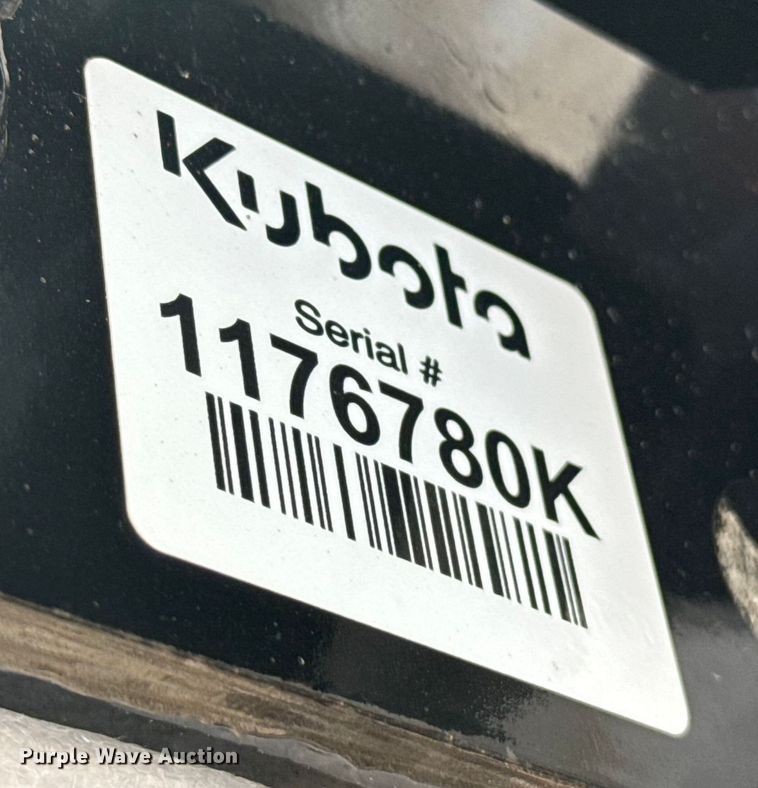 Kubota
Serial #
1176780K
Purple Wave Auction